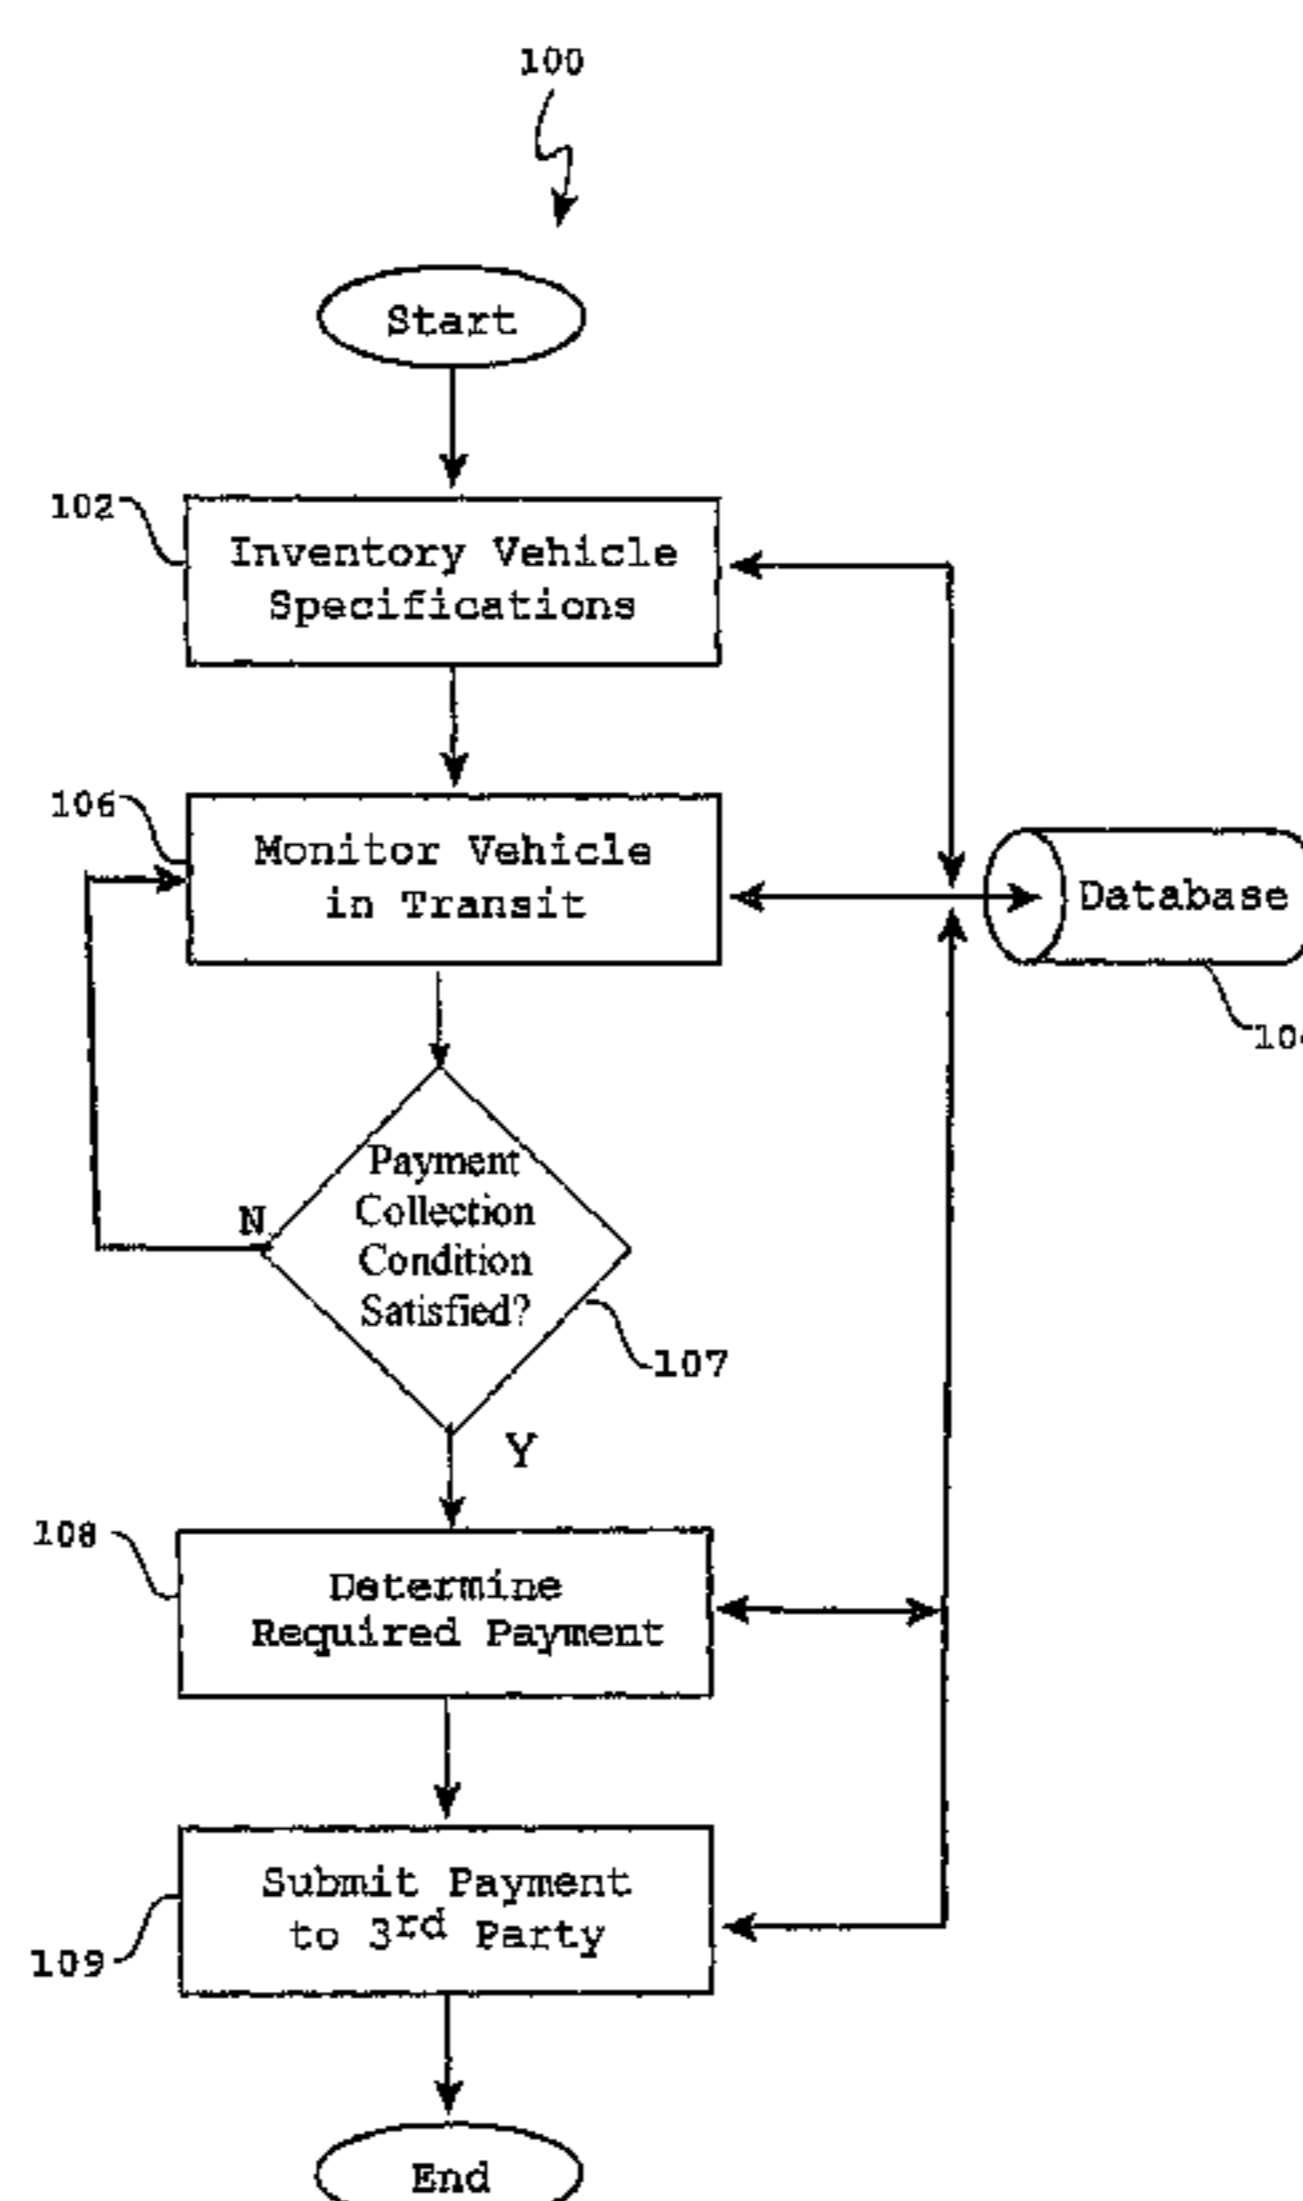 100
Start
102
Inventory Vehicle
Specifications
106
Monitor Vehicle
in Transit
Database
Payment
Collection
Condition
Satisfied?
N
107
Y
108
Determine
Required Payment
Submit Payment
to 3rd Party
109
End